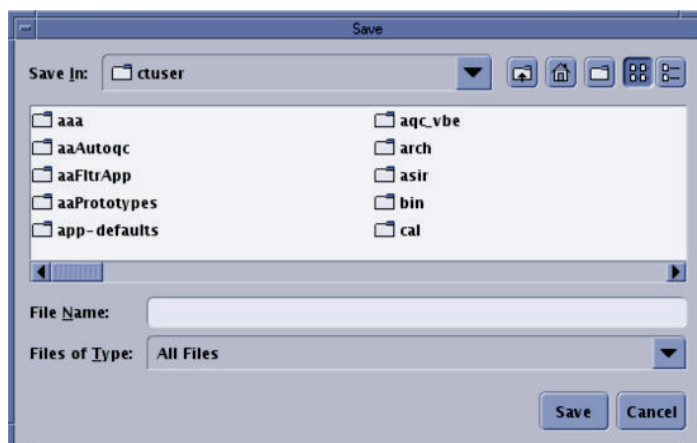 Save
Save In: ctuser
aaa
aaAutoqc
aaFltrApp
aaPrototypes
app-defaults
aqc_vbe
arch
asir
bin
cal
File Name:
Files of Type: All Files
Save Cancel